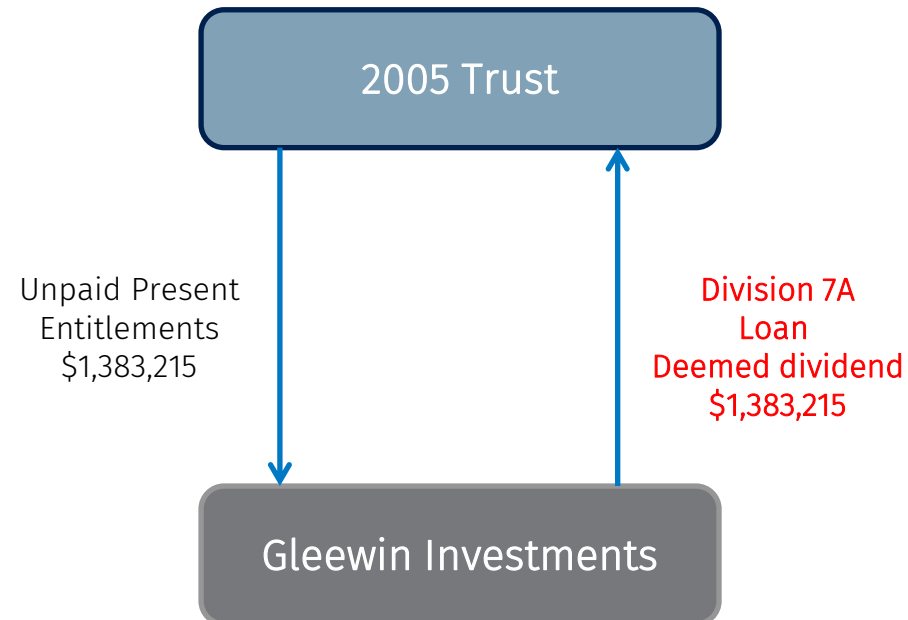 2005 Trust
Unpaid Present
Entitlements
$1,383,215
Division 7A
Loan
Deemed dividend
$1,383,215
Gleewin Investments